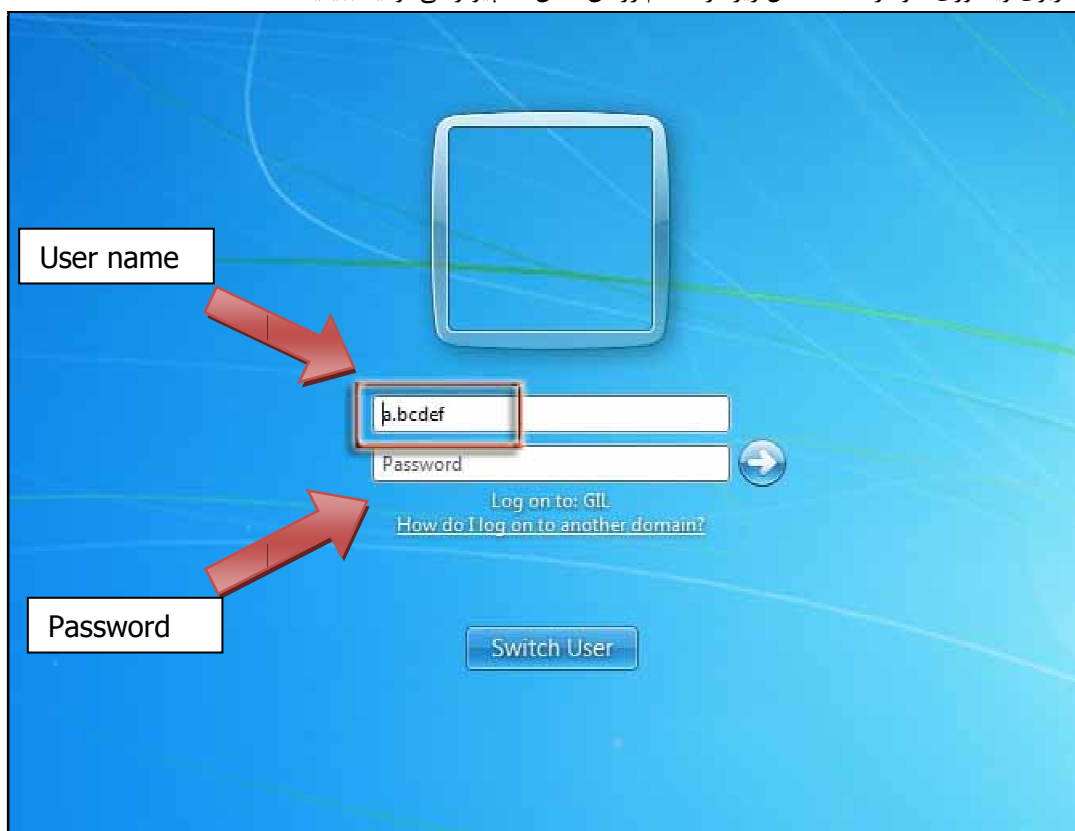 User name
a.bcdef
Password
Log on to: GIL
How do I log on to another domain?
Password
Switch User